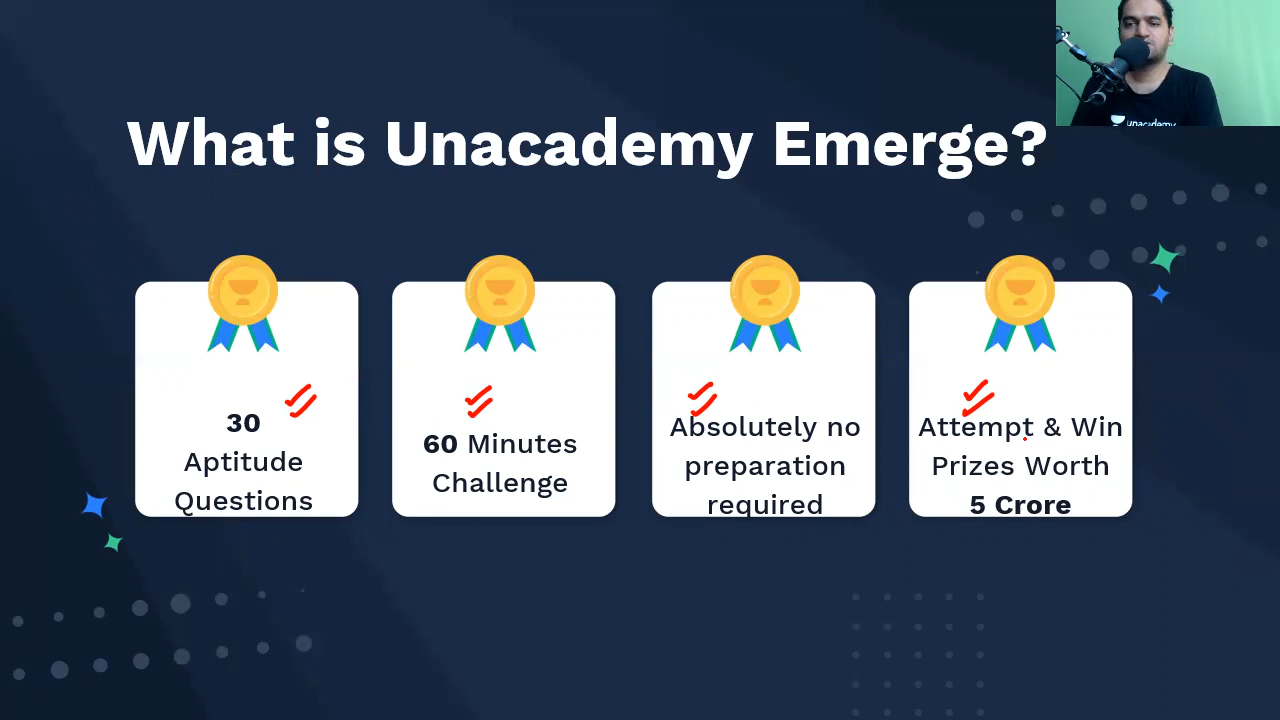 What is Unacademy Emerge?
30
Aptitude
Questions
60 Minutes
Challenge
Absolutely no
preparation
required
Attempt & Win
Prizes Worth
5 Crore
unacademy